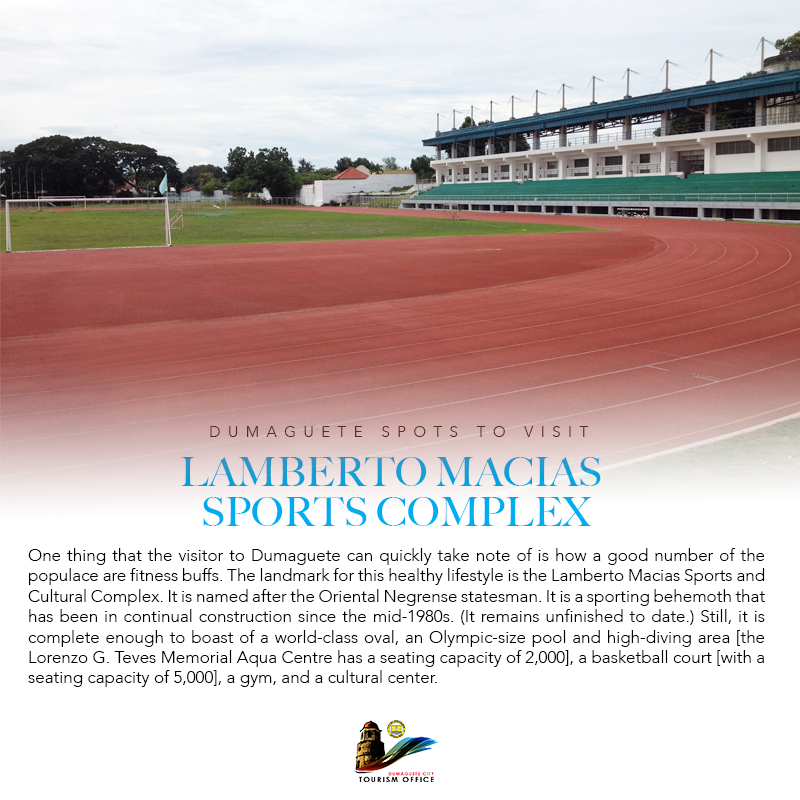 DUMAGUETE SPOTS TO VISIT
LAMBERTO MACIAS
SPORTS COMPLEX
One thing that the visitor to Dumaguete can quickly take note of is how a good number of the
populace are fitness buffs. The landmark for this healthy lifestyle is the Lamberto Macias Sports and
Cultural Complex. It is named after the Oriental Negrense statesman. It is a sporting behemoth that
has been in continual construction since the mid-1980s. (It remains unfinished to date.) Still, it is
complete enough to boast of a world-class oval, an Olympic-size pool and high-diving area [the
Lorenzo G. Teves Memorial Aqua Centre has a seating capacity of 2,000], a basketball court [with a
seating capacity of 5,000], a gym, and a cultural center.
DUMAGUETE CITY
TOURISM OFFICE